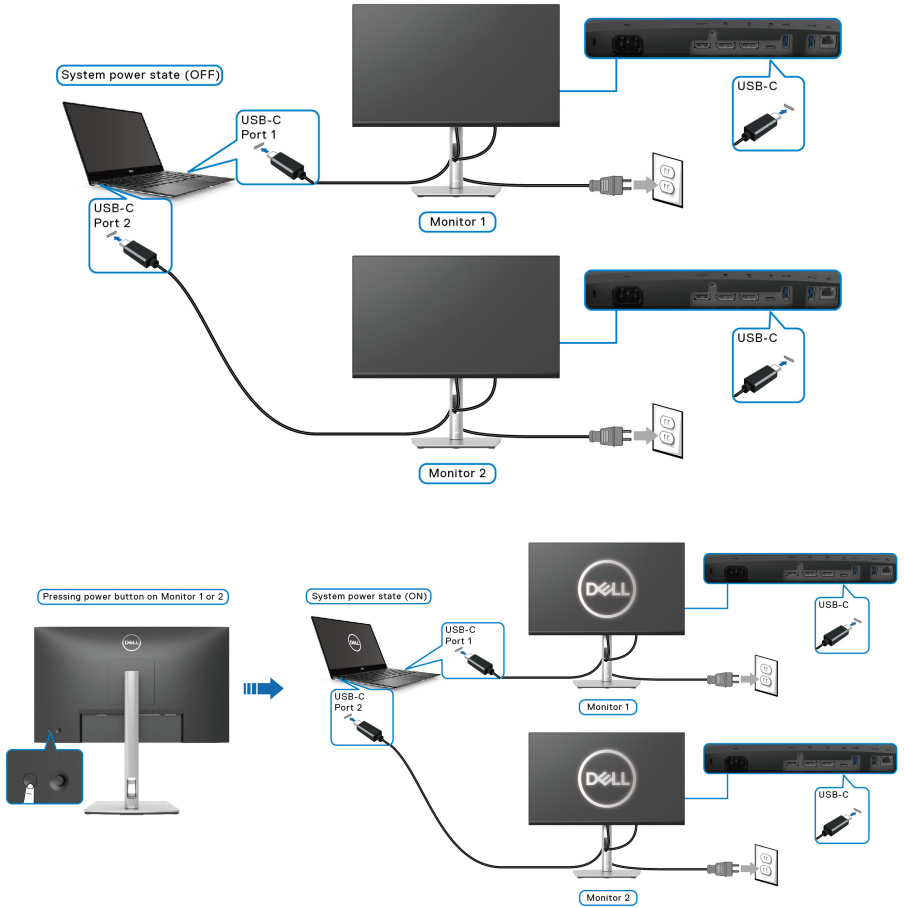 System power state (OFF)
USB-C
Port 1
USB-C
Monitor 1
USB-C
Port 2
USB-C
Monitor 2
Pressing power button on Monitor 1 or 2
System power state (ON)
DELL
DELL
USB-C
USB-C
Port 1
DELL
USB-C
Port 2
Monitor 1
DELL
USB-C
Monitor 2